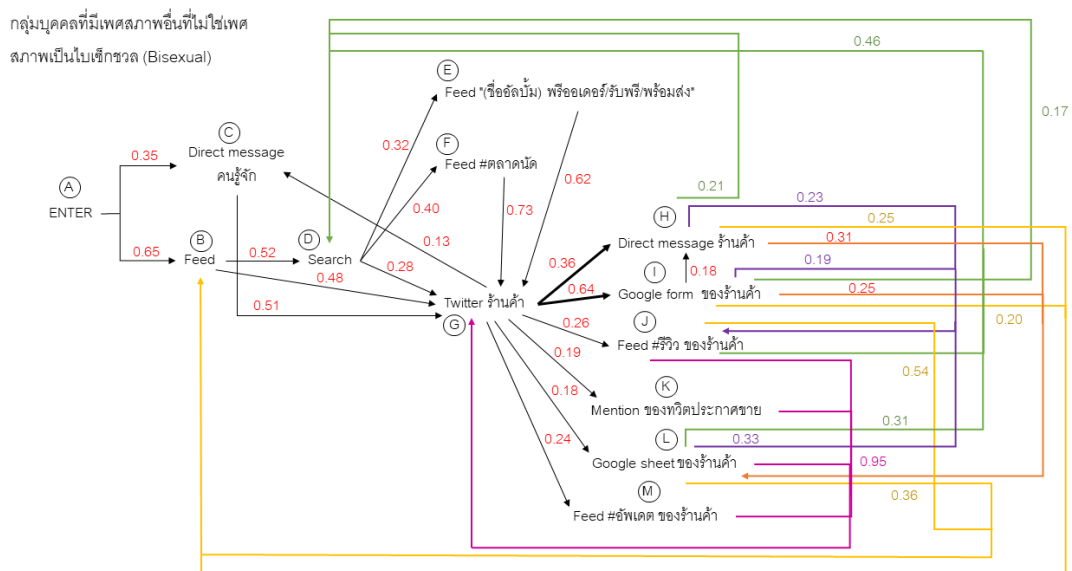 กลุ่มบุคคลที่มีเพศสภาพอื่นที่ไม่ใช่เพศ
สภาพเป็นไบเซ็กชวล (Bisexual)
0.46
E
Feed "(ชื่ออัลบั้ม) พรีออเดอร์/รับพรี/พร้อมส่ง"
0.17
C
Direct message
คนรู้จัก
0.32
F
Feed #ตลาดนัด
0.35
0.62
A
ENTER
0.40
0.73
0.21
0.23
H
0.25
B
D
0.13
Direct message ร้านค้า
0.31
0.65
Feed
0.52
Search
0.28
0.36
I
0.18
0.19
0.48
0.64
Google form ของร้านค้า
0.25
Twitter ร้านค้า
G
0.51
0.26
J
0.20
Feed #รีวิว ของร้านค้า
0.19
0.54
0.18
K
Mention ของทวิตประกาศขาย
0.24
L
0.31
0.33
Google sheet ของร้านค้า
0.95
M
0.36
Feed #อัพเดต ของร้านค้า